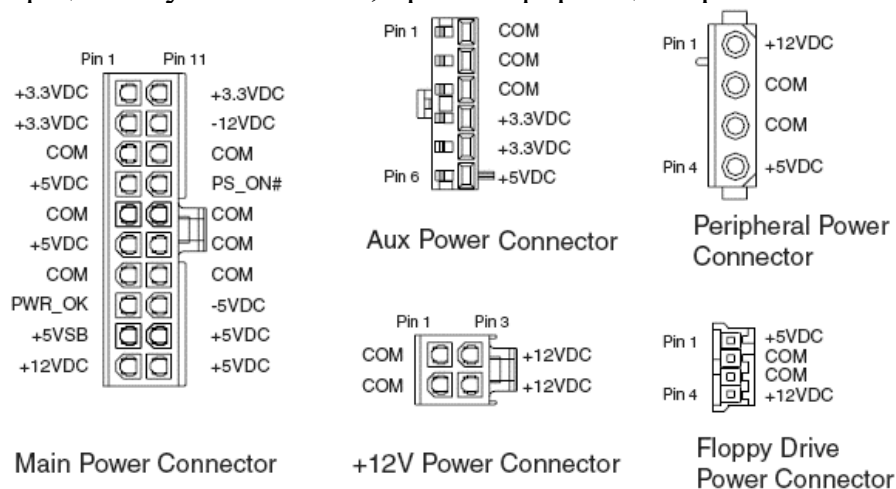 Pin 1 Pin 11
+3.3VDC +3.3VDC
+3.3VDC -12VDC
COM COM
+5VDC PS_ON#
COM COM
+5VDC COM
COM COM
PWR_OK -5VDC
+5VSB +5VDC
+12VDC +5VDC
Main Power Connector
Pin 1 COM
COM
COM
+3.3VDC
+3.3VDC
Pin 6 +5VDC
Aux Power Connector
Pin 1 +12VDC
COM
COM
Pin 4 +5VDC
Peripheral Power
Connector
Pin 1 Pin 3
COM +12VDC
COM +12VDC
+12V Power Connector
Pin 1 +5VDC
COM
COM
Pin 4 +12VDC
Floppy Drive
Power Connector